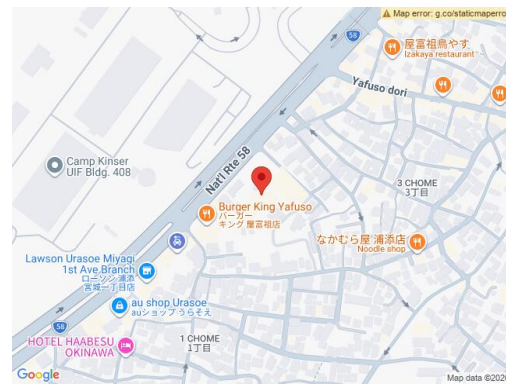 Map error: g.co/staticmaperro
58
屋富祖鳥やす
Izakaya restaurant
Yafuso dori
Nat'l Rte 58
Camp Kinser
UIF Bldg. 408
3 CHOME
3丁目
Burger King Yafuso
バーガー
キング 屋富祖店
なかむら屋 浦添店
Noodle shop
Lawson Urasoe Miyagi
1st Ave Branch
ローソン 浦添
宮城一丁目店
au shop Urasoe
auショップ うらそえ
58
HOTEL HAABESU
OKINAWA
1 CHOME
1丁目
Google
Map data ©2026